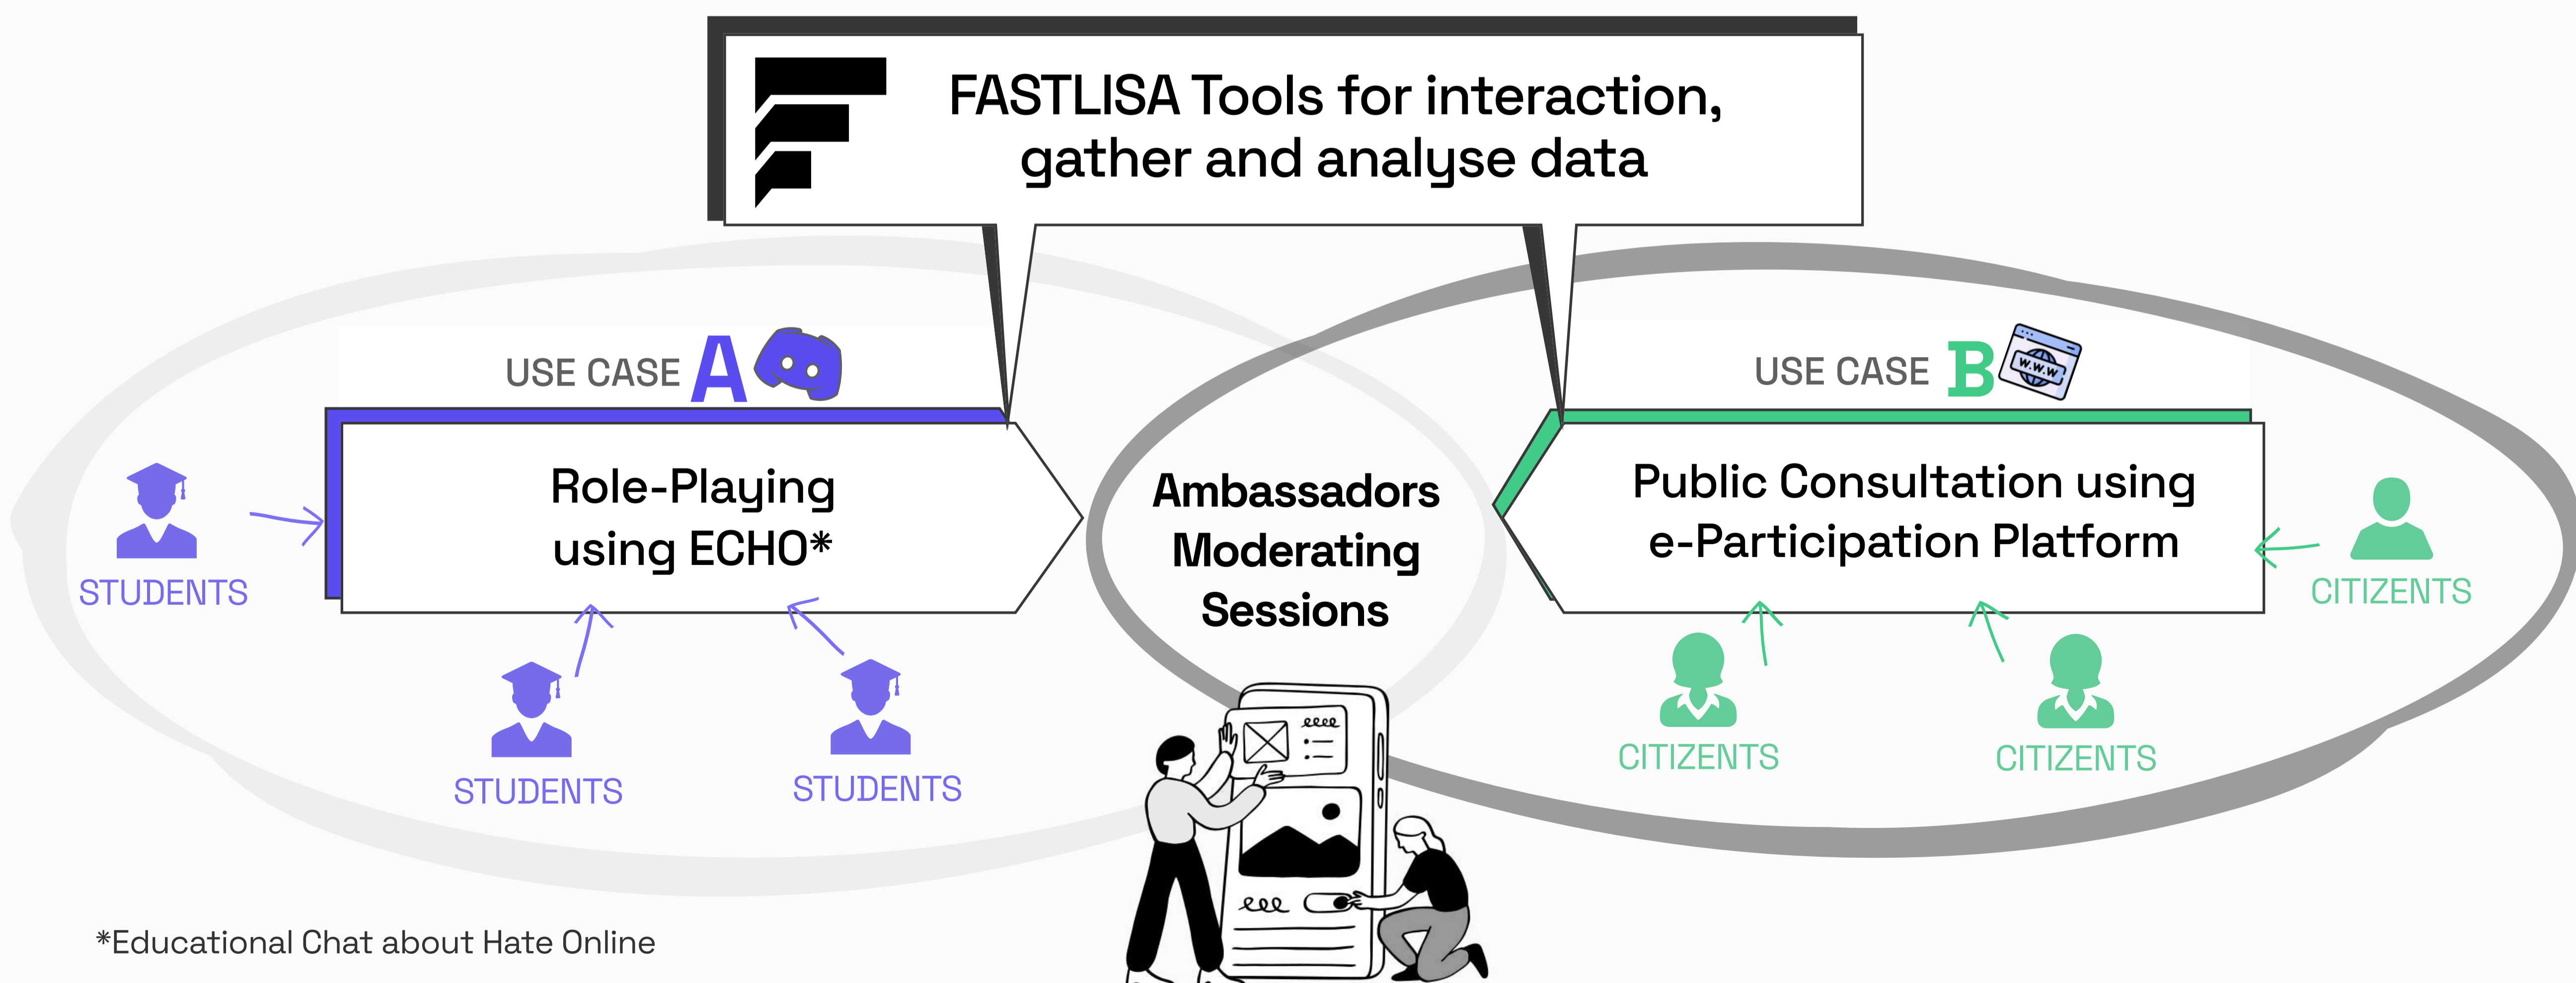 FASTLISA Tools for interaction,
gather and analyse data
USE CASE A
USE CASE B
W.W.W
Role-Playing
using ECHO*
Ambassadors
Moderating
Sessions
Public Consultation using
e-Participation Platform
STUDENTS
STUDENTS
STUDENTS
CITIZENTS
CITIZENTS
CITIZENTS
*Educational Chat about Hate Online